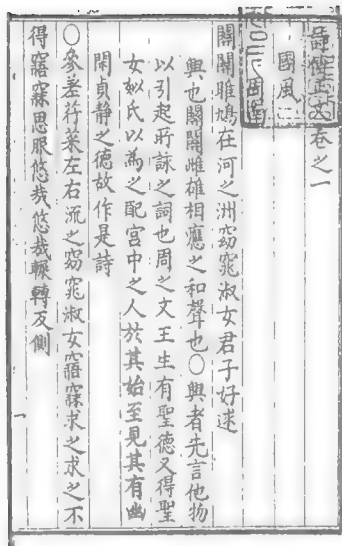 詩傳正文卷之一
國風一
關關雎鳩在河之洲窈窕淑女君子好逑
興也關關雌雄相應之和聲也○興者先言他物
以引起所詠之詞也周之文王生有聖德又得聖
女姒氏以為之配宮中之人於其始至見其有幽
閑貞靜之德故作是詩
○參差荇菜左右流之窈窕淑女寤寐求之求之不
得寤寐思服悠哉悠哉輾轉反側
一